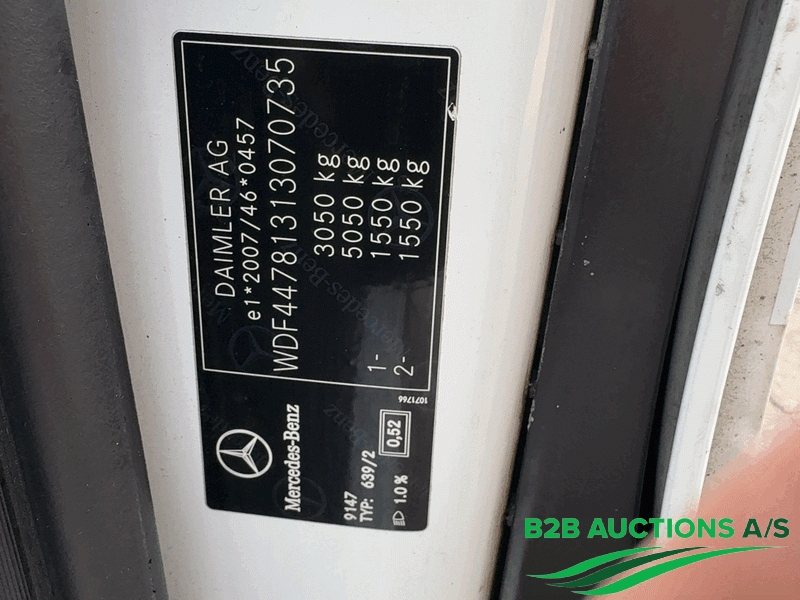 DAIMLER AG
e1*2007/46*0457
WDF44781313070735
3050 kg
5050 kg
1- 1550 kg
2- 1550 kg
Mercedes-Benz
9147
TYP: 639/2 0,52
1.0 %
1071766
B2B AUCTIONS A/S